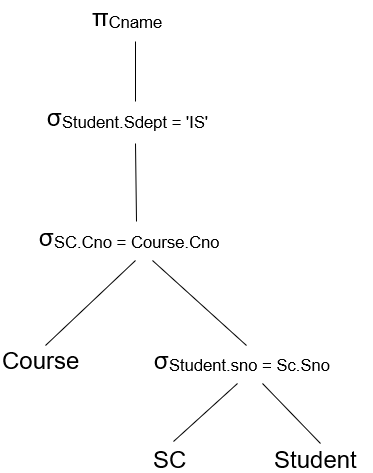 πCname
σStudent.Sdept = 'IS'
σSC.Cno = Course.Cno
Course
σStudent.sno = Sc.Sno
SC
Student